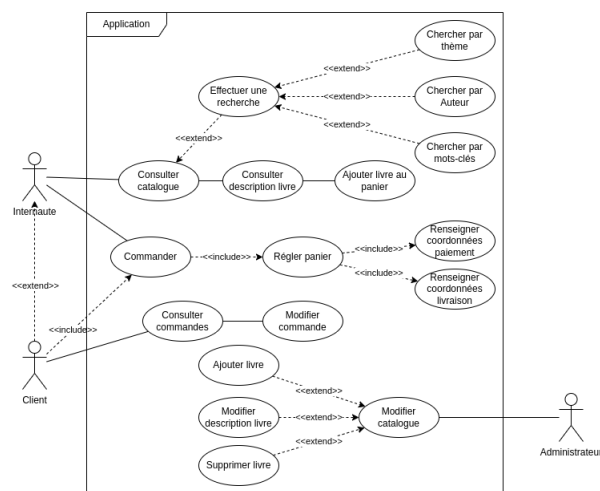 Application
Chercher par
thème
<<extend>>
Effectuer une
recherche
<<extend>>
Chercher par
Auteur
<<extend>>
<<extend>>
Chercher par
mots-clés
Internaute
Consulter
catalogue
Consulter
description livre
Ajouter livre au
panier
Commander
<<include>>
Régler panier
<<include>>
Renseigner
coordonnées
paiement
<<include>>
Renseigner
coordonnées
livraison
<<extend>>
<<include>>
Consulter
commandes
Modifier
commande
Client
Ajouter livre
<<extend>>
Modifier
description livre
<<extend>>
Modifier
catalogue
<<extend>>
Supprimer livre
Administrateur